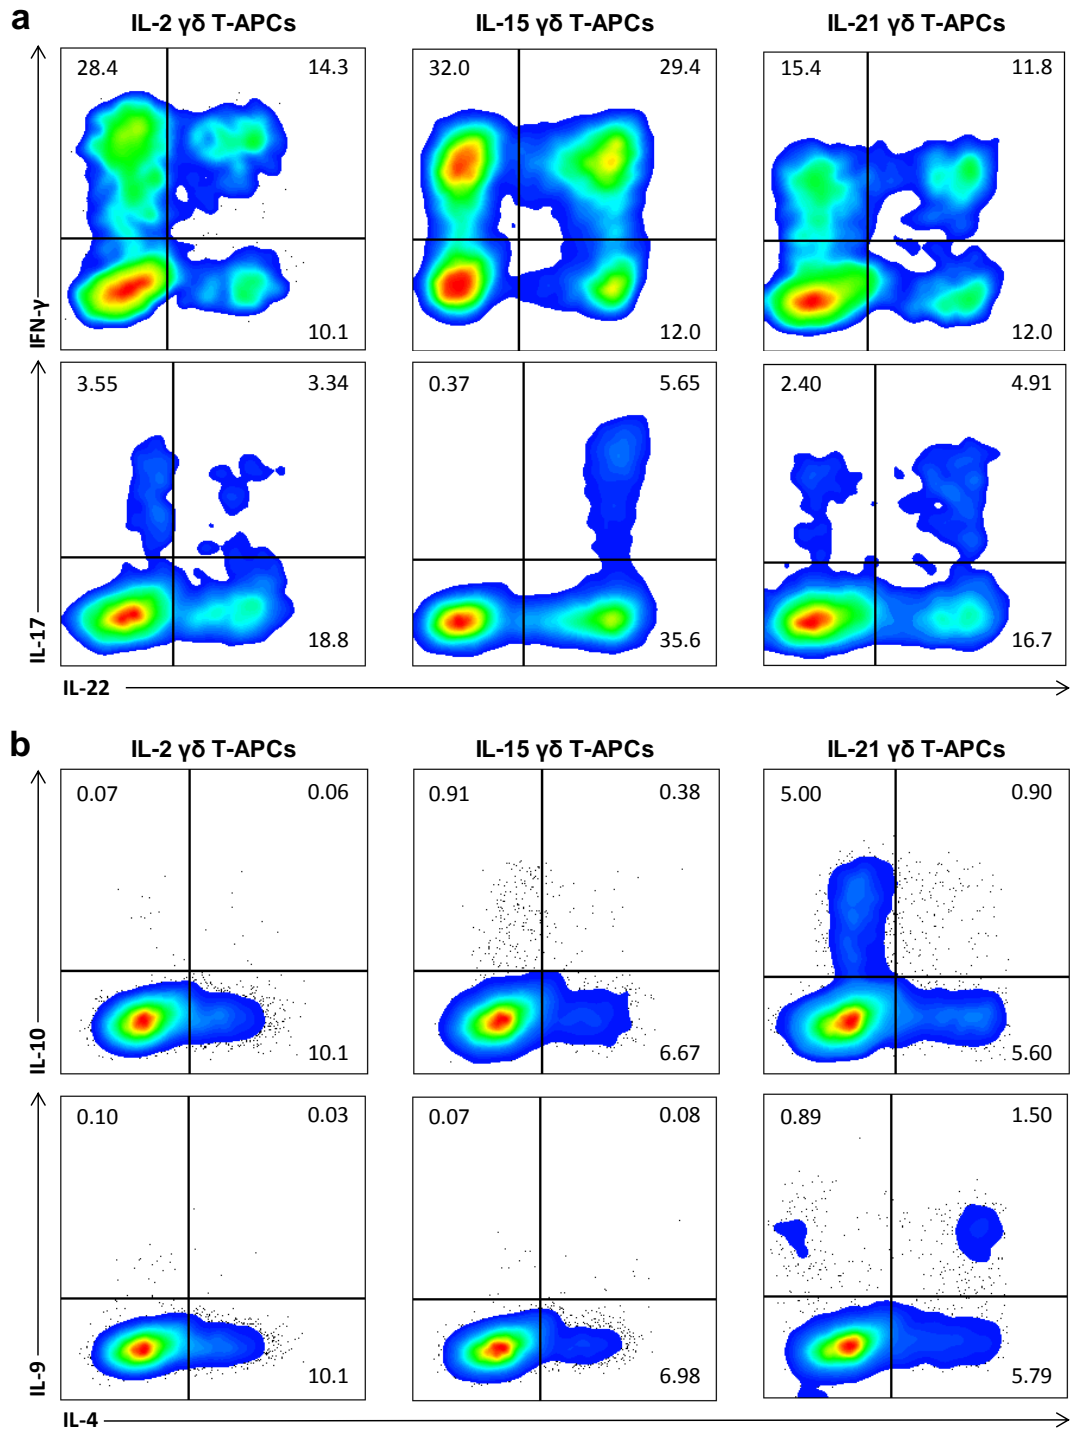 a
IL-2 γδ T-APCs IL-15 γδ T-APCs IL-21 γδ T-APCs
28.4 14.3 32.0 29.4 15.4 11.8
IFN-γ
10.1 12.0 12.0
3.55 3.34 0.37 5.65 2.40 4.91
IL-17
18.8 35.6 16.7
IL-22
b
IL-2 γδ T-APCs IL-15 γδ T-APCs IL-21 γδ T-APCs
0.07 0.06 0.91 0.38 5.00 0.90
IL-10
10.1 6.67 5.60
0.10 0.03 0.07 0.08 0.89 1.50
IL-9
10.1 6.98 5.79
IL-4